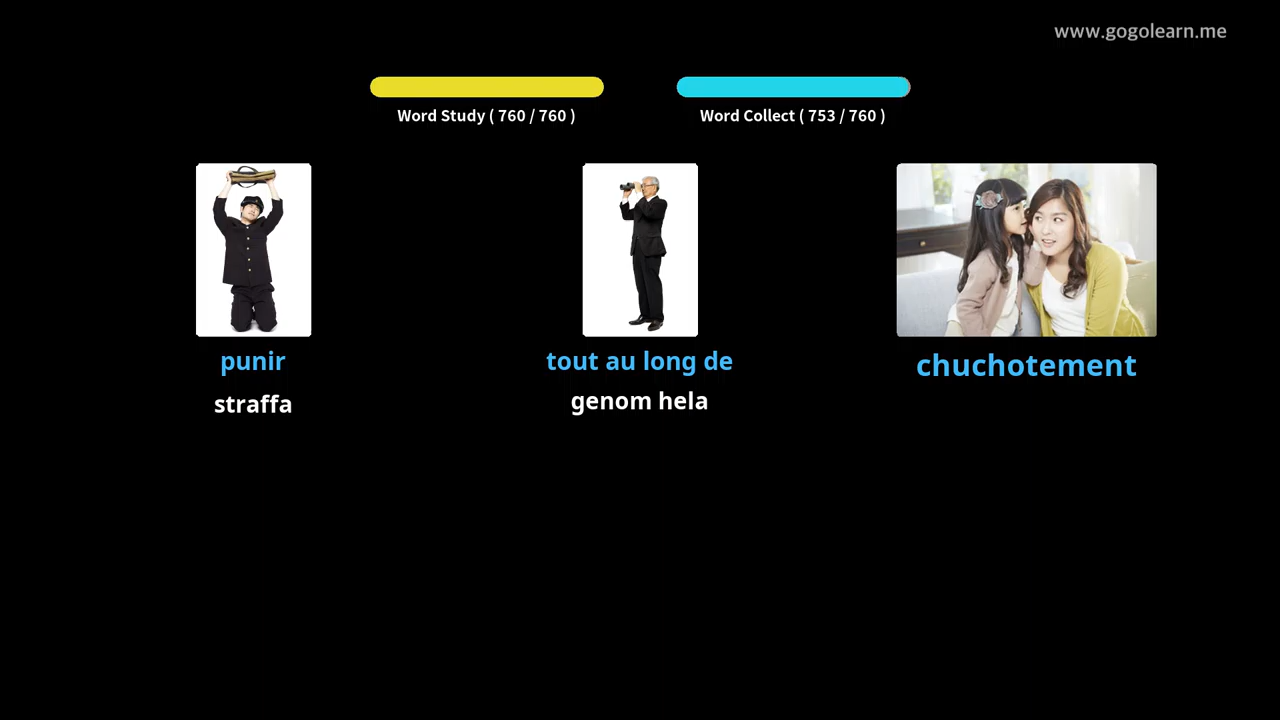 www.gogolearn.me
Word Study ( 760 / 760 )
Word Collect ( 753 / 760 )
punir
straffa
tout au long de
genom hela
chuchotement